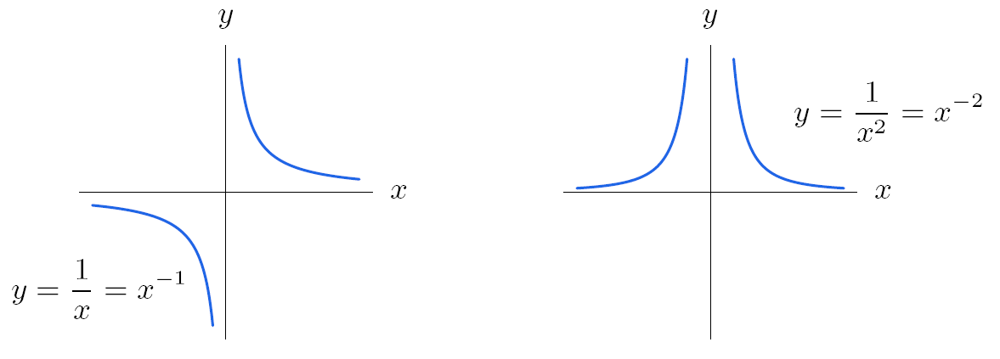 y
x
y = 1/x = x⁻¹
y
y = 1/x² = x⁻²
x